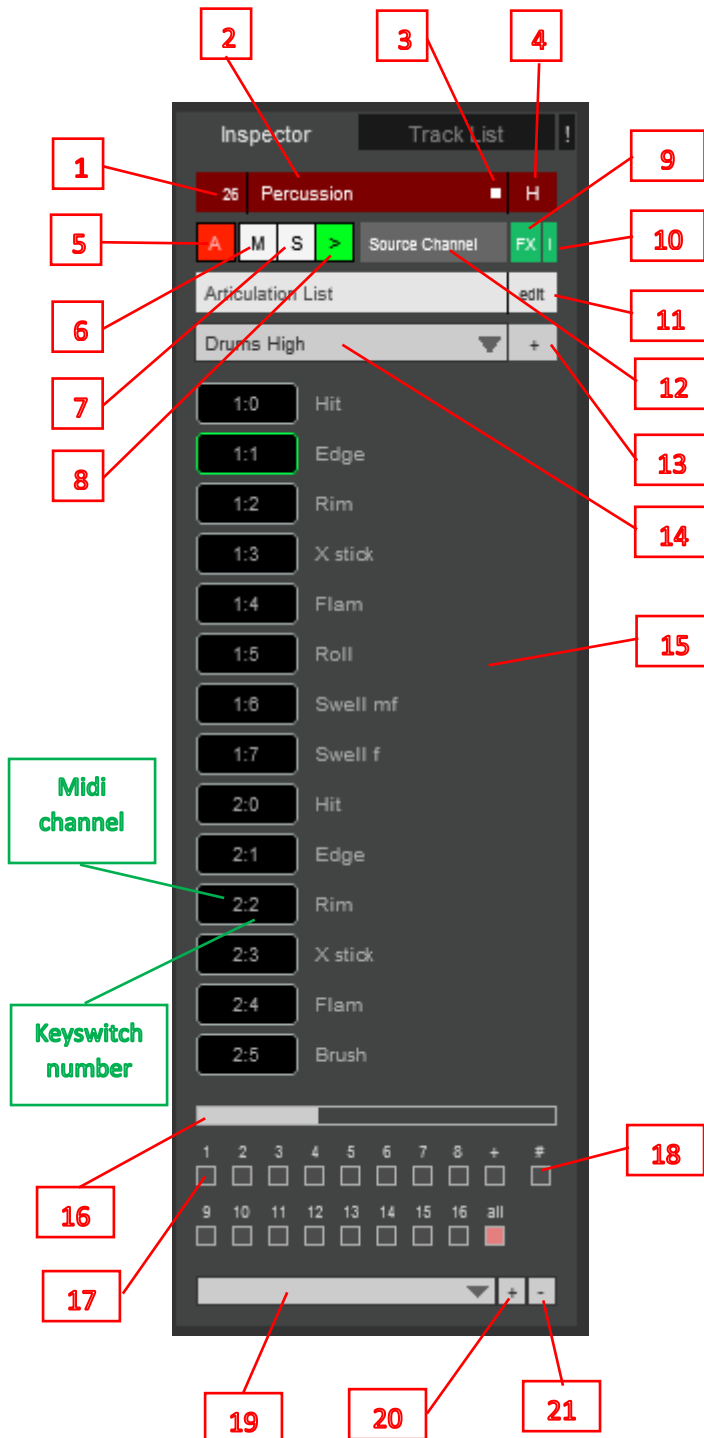 2 3 4
Inspector Track List !
1 9
26 Percussion H
5 A M S > Source Channel FX I 10
Articulation List edit
6 11
Drums High +
7 12
1:0 Hit
8 13
1:1 Edge
1:2 Rim
14
1:3 X stick
1:4 Flam
1:5 Roll 15
1:6 Swell mf
1:7 Swell f
Midi
channel
2:0 Hit
2:1 Edge
2:2 Rim
2:3 X stick
2:4 Flam
Keyswitch
number
2:5 Brush
1 2 3 4 5 6 7 8 + #
18
16
9 10 11 12 13 14 15 16 all
17
+ -
19 20 21